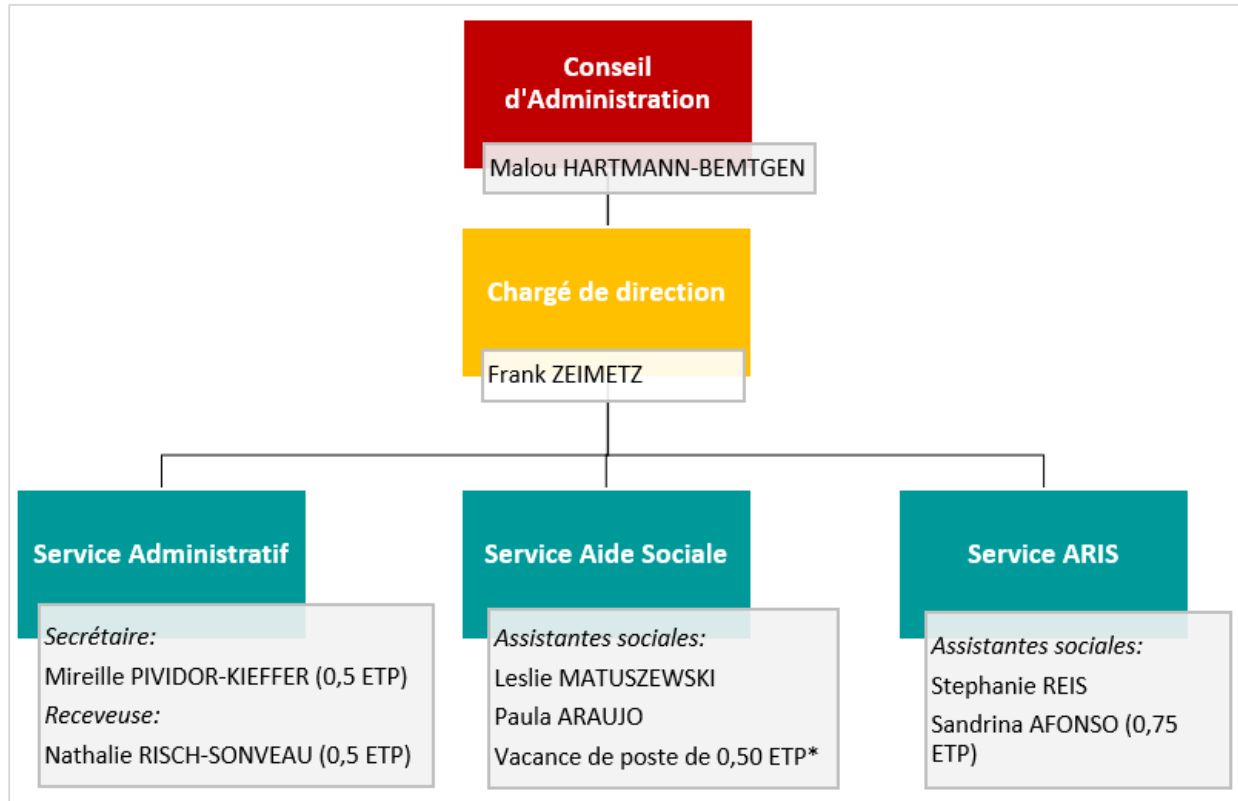 Conseil
d'Administration
Malou HARTMANN-BEMTGEN
Chargé de direction
Frank ZEIMETZ
Service Administratif
Secrétaire:
Mireille PIVIDOR-KIEFFER (0,5 ETP)
Receveuse:
Nathalie RISCH-SONVEAU (0,5 ETP)
Service Aide Sociale
Assistantes sociales:
Leslie MATUSZEWSKI
Paula ARAUJO
Vacance de poste de 0,50 ETP*
Service ARIS
Assistantes sociales:
Stephanie REIS
Sandrina AFONSO (0,75
ETP)